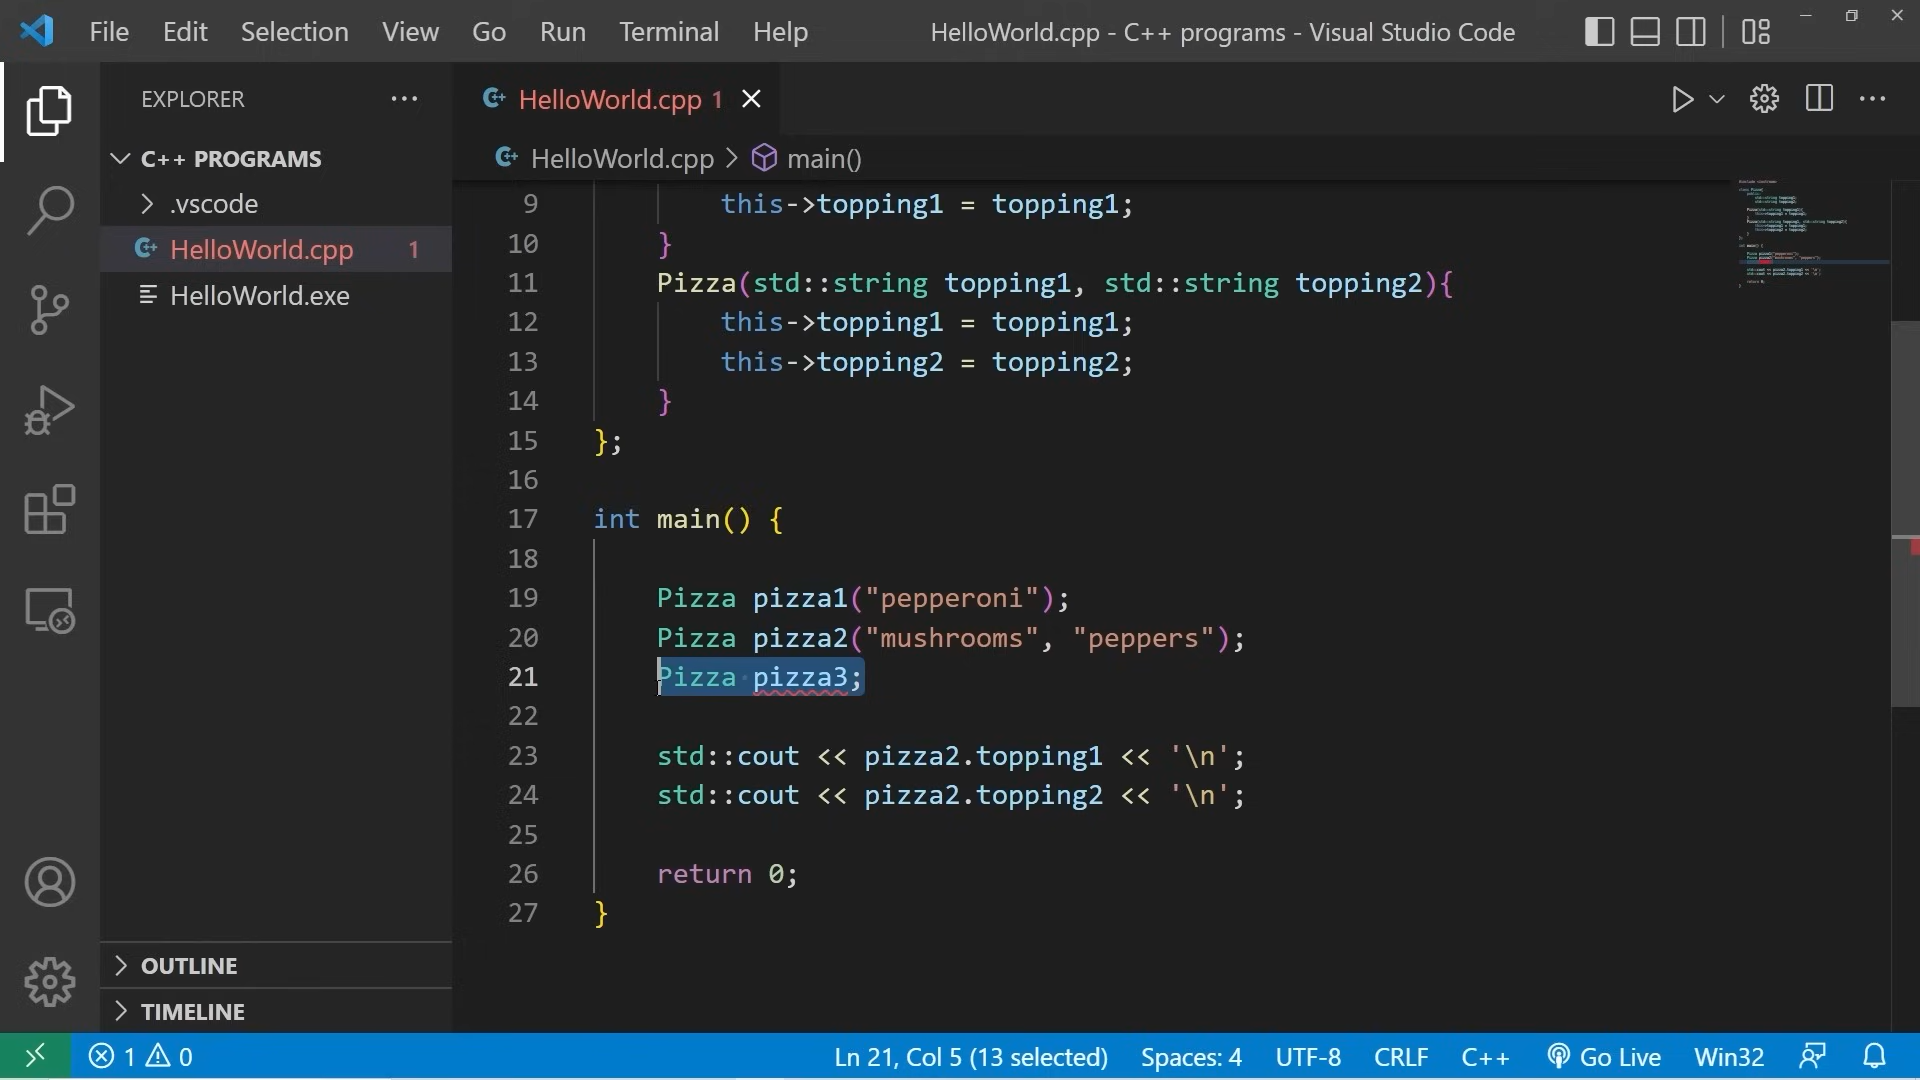 File Edit Selection View Go Run Terminal Help HelloWorld.cpp - C++ programs - Visual Studio Code
EXPLORER
HelloWorld.cpp 1
C++ PROGRAMS
HelloWorld.cpp > main()
.vscode
HelloWorld.cpp 1
HelloWorld.exe
9 this->topping1 = topping1;
10 }
11 Pizza(std::string topping1, std::string topping2){
12 this->topping1 = topping1;
13 this->topping2 = topping2;
14 }
15 };
16
17 int main() {
18
19 Pizza pizza1("pepperoni");
20 Pizza pizza2("mushrooms", "peppers");
21 Pizza pizza3;
22
23 std::cout << pizza2.topping1 << '\n';
24 std::cout << pizza2.topping2 << '\n';
25
26 return 0;
27 }
OUTLINE
TIMELINE
1 0 Ln 21, Col 5 (13 selected) Spaces: 4 UTF-8 CRLF C++ Go Live Win32